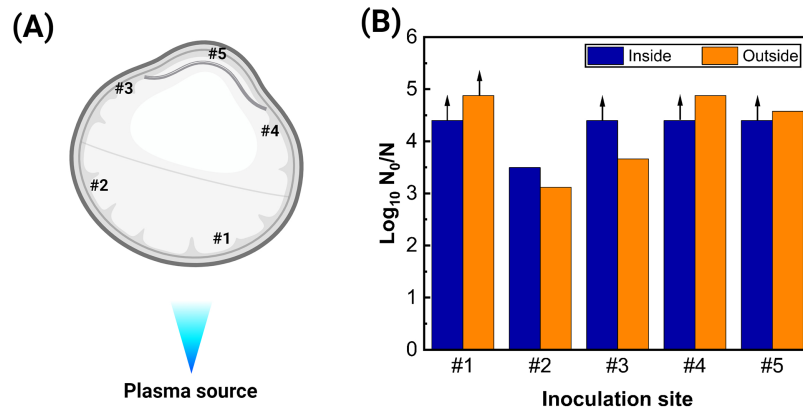 (A)
#5
#3
#4
#2
#1
Plasma source
(B)
Inside Outside
Log₁₀ N₀/N
6
5
4
3
2
1
0
#1 #2 #3 #4 #5
Inoculation site